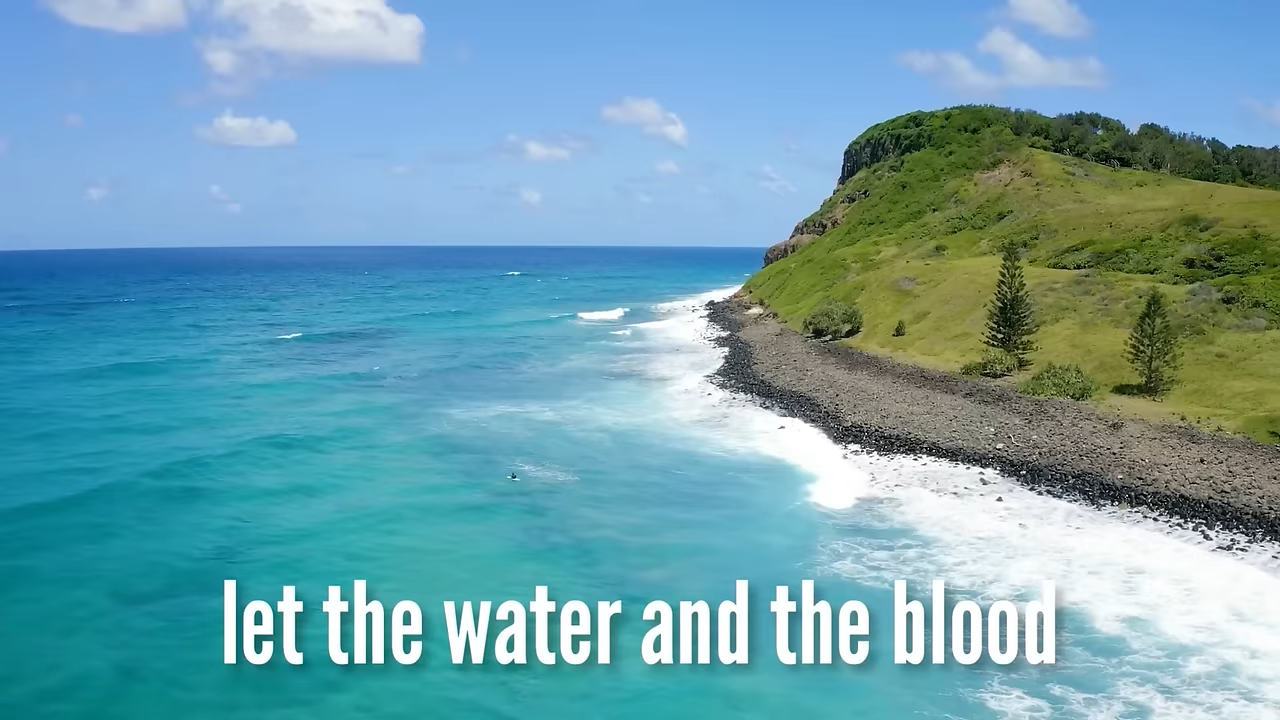 let the water and the blood